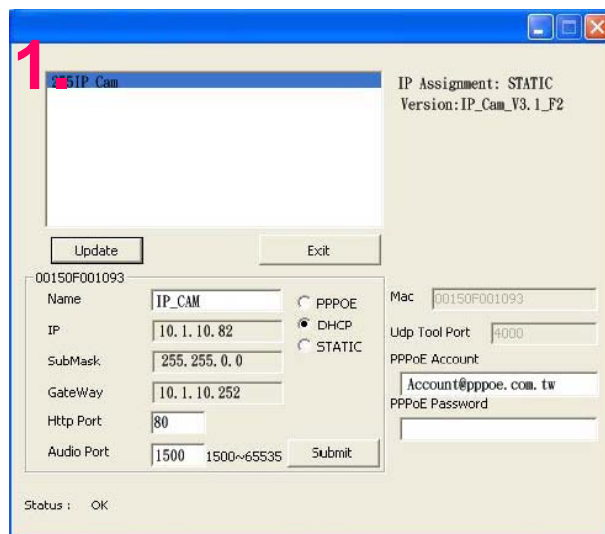 1.
IP Cam
IP Assignment: STATIC
Version:IP_Cam_V3.1_F2
Update
Exit
00150F001093
Name
IP_CAM
PPPOE
IP
10.1.10.82
DHCP
SubMask
255.255.0.0
STATIC
GateWay
10.1.10.252
Http Port
80
Audio Port
1500
1500~65535
Submit
Mac
00150F001093
Udp Tool Port
4000
PPPoE Account
Account@pppoe.com.tw
PPPoE Password
Status : OK